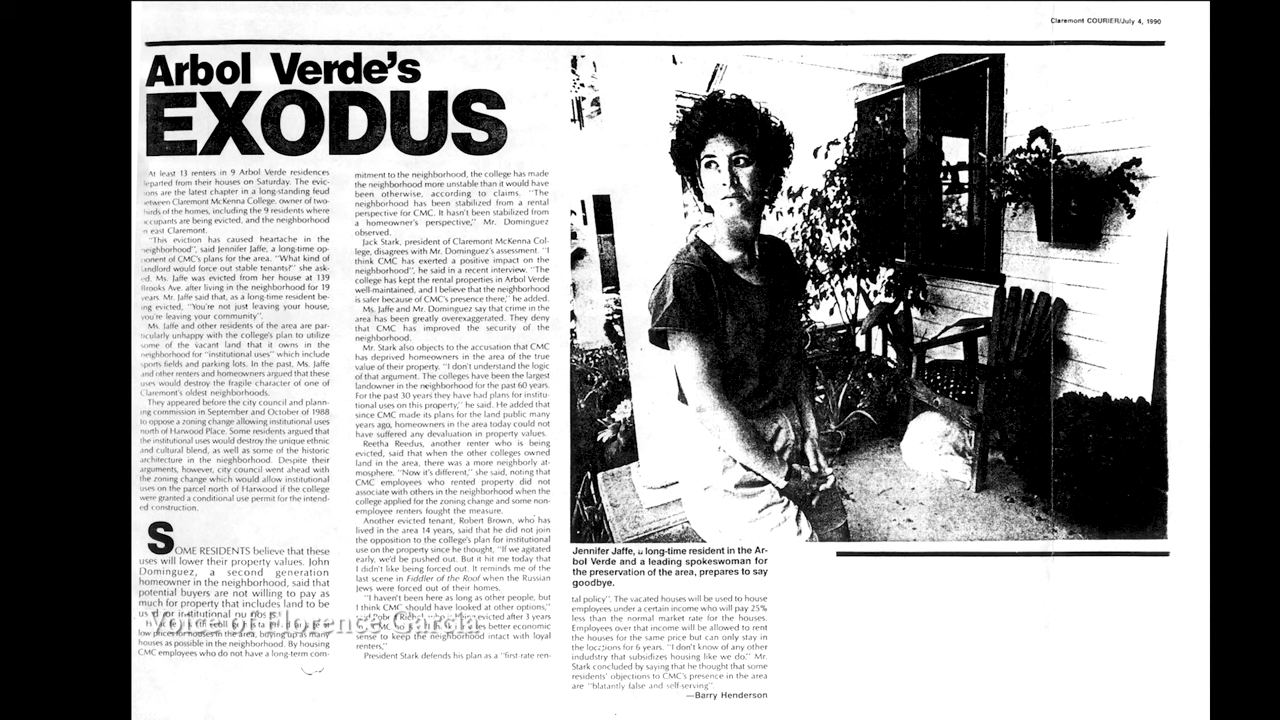 Claremont COURIER/July 4, 1990
Arbol Verde's
EXODUS
At least 13 renters in 9 Arbol Verde residences
departed from their houses on Saturday. The evic-
tions are the latest chapter in a long-standing feud
between Claremont McKenna College, owner of two-
thirds of the homes, including the 9 residents where
occupants are being evicted, and the neighborhood
in east Claremont.
"This eviction has caused heartache in the
neighborhood", said Jennifer Jaffe, a long-time op-
ponent of CMC's plans for the area. "What kind of
landlord would force out stable tenants?" she ask-
ed. Ms. Jaffe was evicted from her house at 139
Brooks Ave. after living in the neighborhood for 19
years. Mr. Jaffe said that, as a long-time resident be-
ing evicted, "You're not just leaving your house,
you're leaving your community".
Ms. Jaffe and other residents of the area are par-
ticularly unhappy with the college's plan to utilize
some of the vacant land that it owns in the
neighborhood for "institutional uses" which include
sports fields and parking lots. In the past, Ms. Jaffe
and other renters and homeowners argued that these
uses would destroy the fragile character of one of
Claremont's oldest neighborhoods.
They appeared before the city council and plann-
ing commission in September and October of 1988
to oppose a zoning change allowing institutional uses
north of Harwood Place. Some residents argued that
the institutional uses would destroy the unique ethnic
and cultural blend, as well as some of the historic
architecture in the nieghborhood. Despite their
arguments, however, city council went ahead with
the zoning change which would allow institutional
uses on the parcel north of Harwood if the college
were granted a conditional use permit for the intend-
ed construction.
SOME RESIDENTS believe that these
uses will lower their property values. John
Dominguez, a second generation
homeowner in the neighborhood, said that
potential buyers are not willing to pay as
much for property that includes land to be
us for institutional
low prices for houses in the area, buying up as many
houses as possible in the neighborhood. By housing
CMC employees who do not have a long-term com-
mitment to the neighborhood, the college has made
the neighborhood more unstable than it would have
been otherwise, according to claims. "The
neighborhood has been stabilized from a rental
perspective for CMC. It hasn't been stabilized from
a homeowner's perspective," Mr. Dominguez
observed.
Jack Stark, president of Claremont McKenna Col-
lege, disagrees with Mr. Dominguez's assessment. "I
think CMC has exerted a positive impact on the
neighborhood", he said in a recent interview. "The
college has kept the rental properties in Arbol Verde
well-maintained, and I believe that the neighborhood
is safer because of CMC's presence there," he added.
Ms. Jaffe and Mr. Dominguez say that crime in the
area has been greatly overexaggerated. They deny
that CMC has improved the security of the
neighborhood.
Mr. Stark also objects to the accusation that CMC
has deprived homeowners in the area of the true
value of their property. "I don't understand the logic
of that argument. The colleges have been the largest
landowner in the neighborhood for the past 60 years.
For the past 30 years they have had plans for institu-
tional uses on this property," he said. He added that
since CMC made its plans for the land public many
years ago, homeowners in the area today could not
have suffered any devaluation in property values.
Reetha Reedus, another renter who is being
evicted, said that when the other colleges owned
land in the area, there was a more neighborly at-
mosphere. "Now it's different," she said, noting that
CMC employees who rented property did not
associate with others in the neighborhood when the
college applied for the zoning change and some non-
employee renters fought the measure.
Another evicted tenant, Robert Brown, who has
lived in the area 14 years, said that he did not join
the opposition to the college's plan for institutional
use on the property since he thought, "If we agitated
early, we'd be pushed out. But it hit me today that
I didn't like being forced out. It reminds me of the
last scene in Fiddler of the Roof when the Russian
Jews were forced out of their homes.
"I haven't been here as long as other people, but
I think CMC should have looked at other options,"
evicted after 3 years
better economic
sense to keep the neighborhood intact with loyal
renters,"
President Stark defends his plan as a "first-rate ren-
Voice of Florence Garcia
Jennifer Jaffe, a long-time resident in the Ar-
bol Verde and a leading spokeswoman for
the preservation of the area, prepares to say
goodbye.
tal policy". The vacated houses will be used to house
employees under a certain income who will pay 25%
less than the normal market rate for the houses.
Employees over that income will be allowed to rent
the houses for the same price but can only stay in
the locations for 6 years. "I don't know of any other
indudstry that subsidizes housing like we do." Mr.
Stark concluded by saying that he thought that some
residents' objections to CMC's presence in the area
are "blatantly false and self-serving".
—Barry Henderson